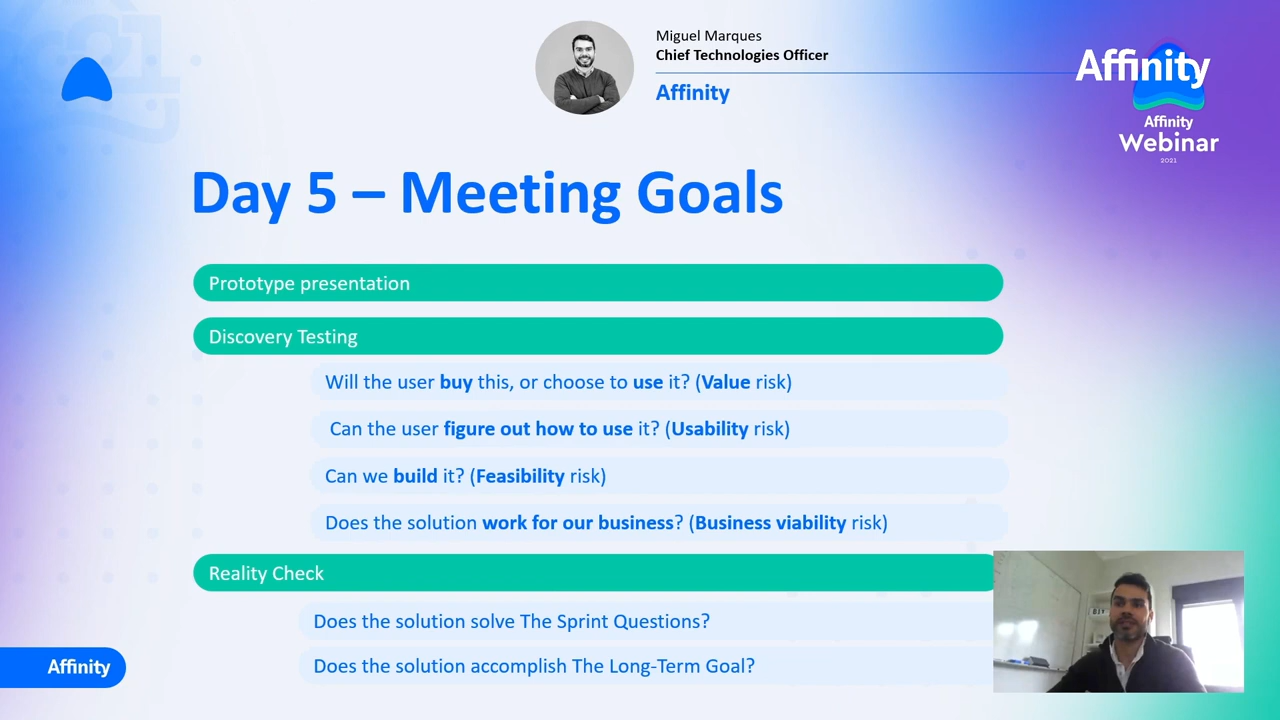 Miguel Marques
Chief Technologies Officer
Affinity
Affinity
Affinity
Webinar
2021
Day 5 – Meeting Goals
Prototype presentation
Discovery Testing
Will the user buy this, or choose to use it? (Value risk)
Can the user figure out how to use it? (Usability risk)
Can we build it? (Feasibility risk)
Does the solution work for our business? (Business viability risk)
Reality Check
Does the solution solve The Sprint Questions?
Does the solution accomplish The Long-Term Goal?
Affinity